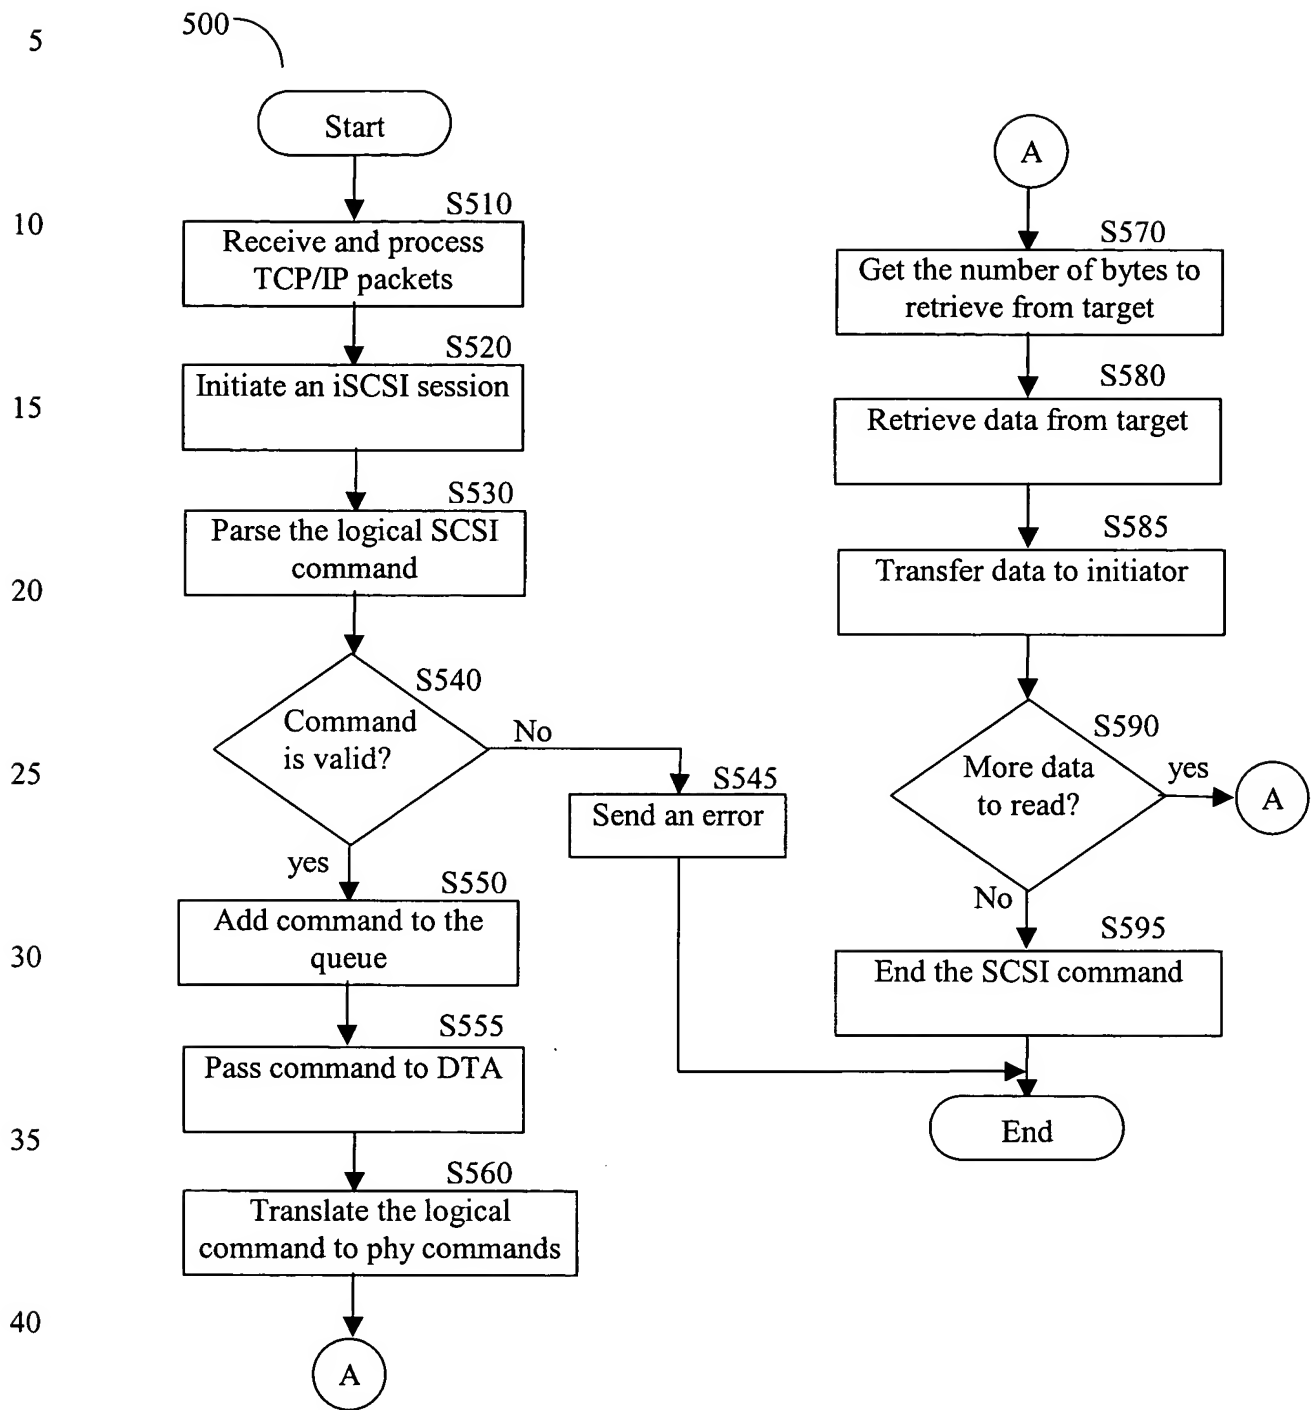 5
500
Start
S510
10
Receive and process
TCP/IP packets
S520
15
Initiate an iSCSI session
S530
Parse the logical SCSI
command
20
S540
Command
is valid?
No
25
S545
Send an error
yes
S550
Add command to the
queue
30
S555
Pass command to DTA
35
S560
Translate the logical
command to phy commands
40
A
A
S570
Get the number of bytes to
retrieve from target
S580
Retrieve data from target
S585
Transfer data to initiator
S590
More data
to read?
yes
A
No
S595
End the SCSI command
End